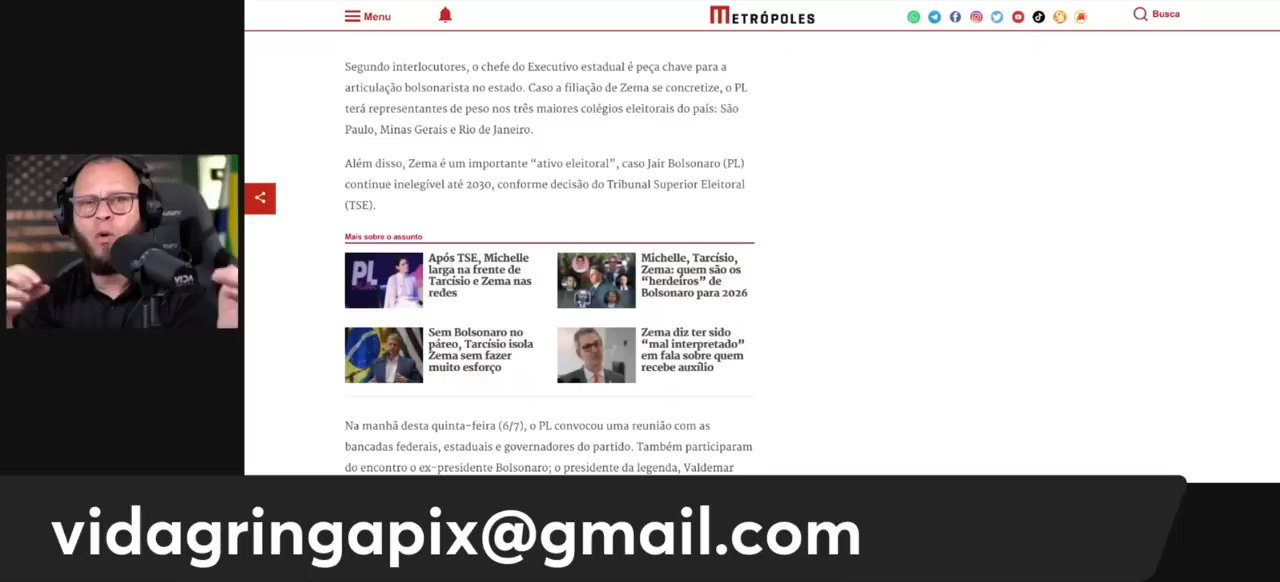 Menu
METRÓPOLES
Busca
Segundo interlocutores, o chefe do Executivo estadual é peça chave para a
articulação bolsonarista no estado. Caso a filiação de Zema se concretize, o PL
terá representantes de peso nos três maiores colégios eleitorais do país: São
Paulo, Minas Gerais e Rio de Janeiro.
Além disso, Zema é um importante “ativo eleitoral”, caso Jair Bolsonaro (PL)
continue inelegível até 2030, conforme decisão do Tribunal Superior Eleitoral
(TSE).
Mais sobre o assunto
PL
Após TSE, Michelle
larga na frente de
Tarcísio e Zema nas
redes
Michelle, Tarcísio,
Zema: quem são os
“herdeiros” de
Bolsonaro para 2026
Sem Bolsonaro no
páreo, Tarcísio isola
Zema sem fazer
muito esforço
Zema diz ter sido
“mal interpretado”
em fala sobre quem
recebe auxílio
Na manhã desta quinta-feira (6/7), o PL convocou uma reunião com as
bancadas federais, estaduais e governadores do partido. Também participaram
do encontro o ex-presidente Bolsonaro; o presidente da legenda, Valdemar
vidagringapix@gmail.com